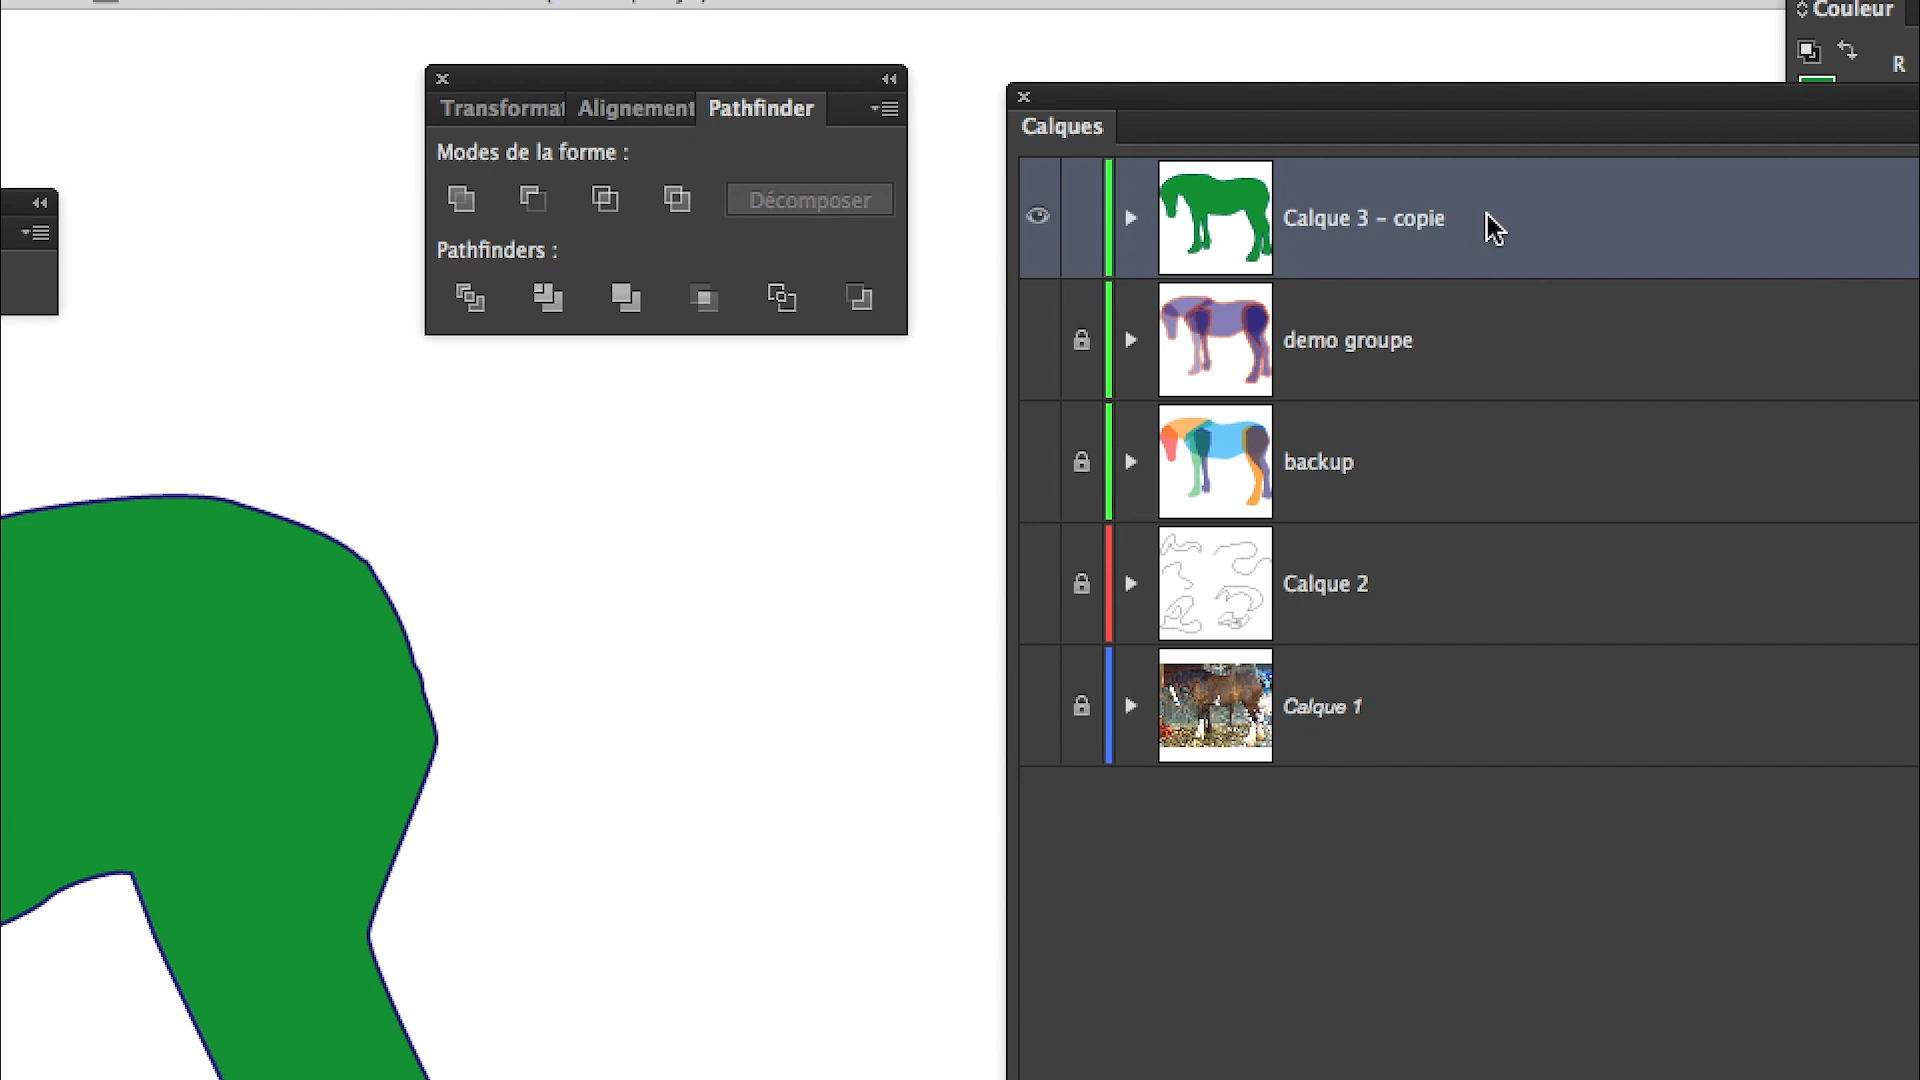 Couleur
R
Transformat Alignement Pathfinder
Modes de la forme :
Décomposer
Pathfinders :
Calques
Calque 3 - copie
demo groupe
backup
Calque 2
Calque 1